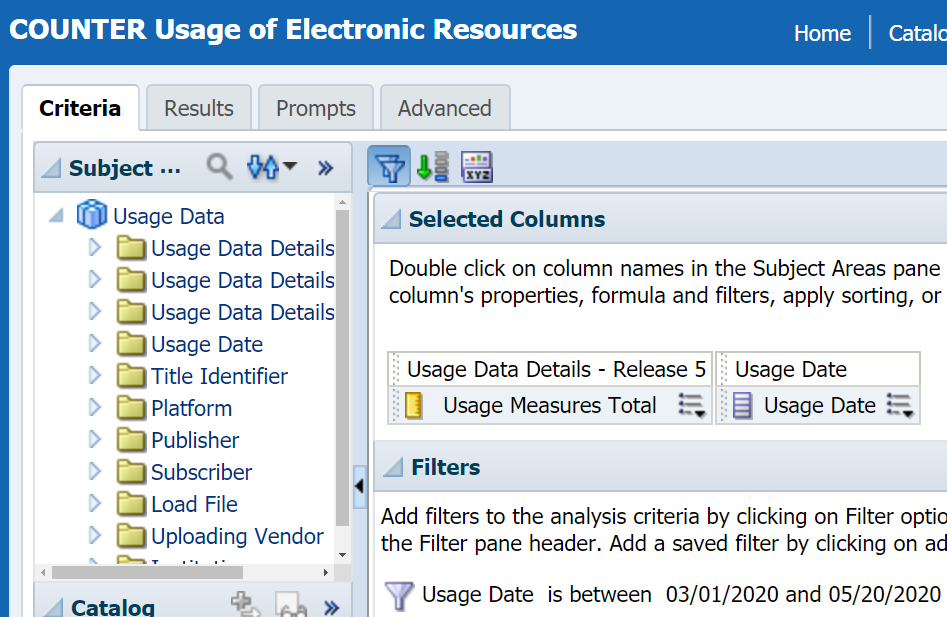 COUNTER Usage of Electronic Resources
Home
Catalo
Criteria
Results
Prompts
Advanced
Subject ...
XYZ
Usage Data
Usage Data Details
Usage Data Details
Usage Data Details
Usage Date
Title Identifier
Platform
Publisher
Subscriber
Load File
Uploading Vendor
Catalog
Selected Columns
Double click on column names in the Subject Areas pane
column's properties, formula and filters, apply sorting, or
Usage Data Details - Release 5
Usage Date
Usage Measures Total
Usage Date
Filters
Add filters to the analysis criteria by clicking on Filter optio
the Filter pane header. Add a saved filter by clicking on ad
Usage Date is between 03/01/2020 and 05/20/2020